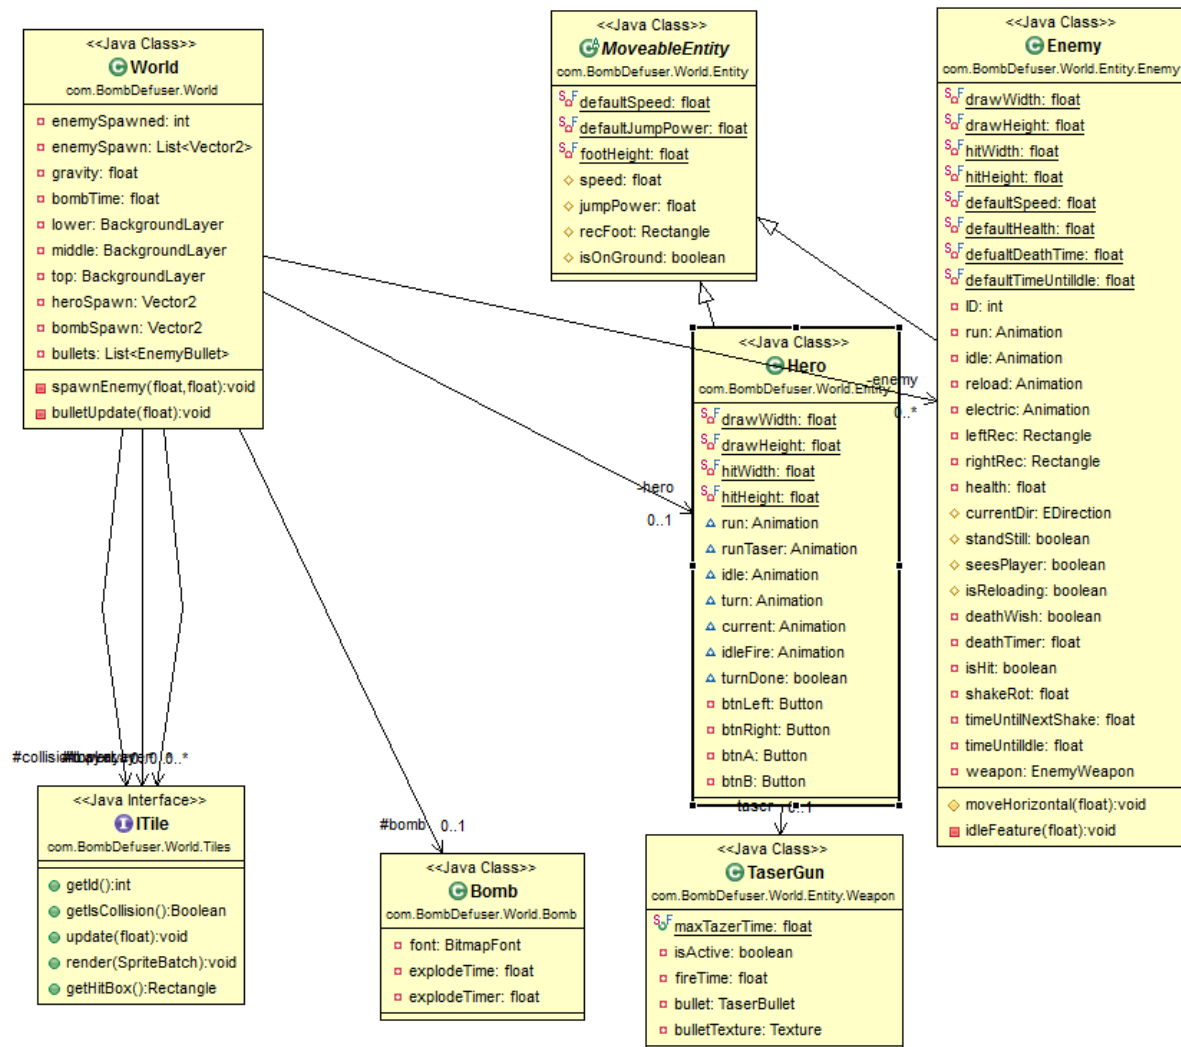 <<Java Class>>
World
com.BombDefuser.World
enemySpawned: int
enemySpawn: List<Vector2>
gravity: float
bombTime: float
lower: BackgroundLayer
middle: BackgroundLayer
top: BackgroundLayer
heroSpawn: Vector2
bombSpawn: Vector2
bullets: List<EnemyBullet>
spawnEnemy(float,float):void
bulletUpdate(float):void
<<Java Class>>
MoveableEntity
com.BombDefuser.World.Entity
defaultSpeed: float
defaultJumpPower: float
footHeight: float
speed: float
jumpPower: float
recFoot: Rectangle
isOnGround: boolean
<<Java Class>>
Enemy
com.BombDefuser.World.Entity.Enemy
drawWidth: float
drawHeight: float
hitWidth: float
hitHeight: float
defaultSpeed: float
defaultHealth: float
defualtDeathTime: float
defaultTimeUntilIdle: float
ID: int
run: Animation
idle: Animation
reload: Animation
electric: Animation
leftRec: Rectangle
rightRec: Rectangle
health: float
currentDir: EDirection
standStill: boolean
seesPlayer: boolean
isReloading: boolean
deathWish: boolean
deathTimer: float
isHit: boolean
shakeRot: float
timeUntilNextShake: float
timeUntilIdle: float
weapon: EnemyWeapon
moveHorizontal(float):void
idleFeature(float):void
<<Java Class>>
Hero
com.BombDefuser.World.Entity
drawWidth: float
drawHeight: float
hitWidth: float
hitHeight: float
run: Animation
runTaser: Animation
idle: Animation
turn: Animation
current: Animation
idleFire: Animation
turnDone: boolean
btnLeft: Button
btnRight: Button
btnA: Button
btnB: Button
-enemy
0..*
-hero
0..1
taser 0..1
#bomb 0..1
<<Java Interface>>
ITile
com.BombDefuser.World.Tiles
getId():int
getIsCollision():Boolean
update(float):void
render(SpriteBatch):void
getHitBox():Rectangle
<<Java Class>>
Bomb
com.BombDefuser.World.Bomb
font: BitmapFont
explodeTime: float
explodeTimer: float
<<Java Class>>
TaserGun
com.BombDefuser.World.Entity.Weapon
maxTazerTime: float
isActive: boolean
fireTime: float
bullet: TaserBullet
bulletTexture: Texture